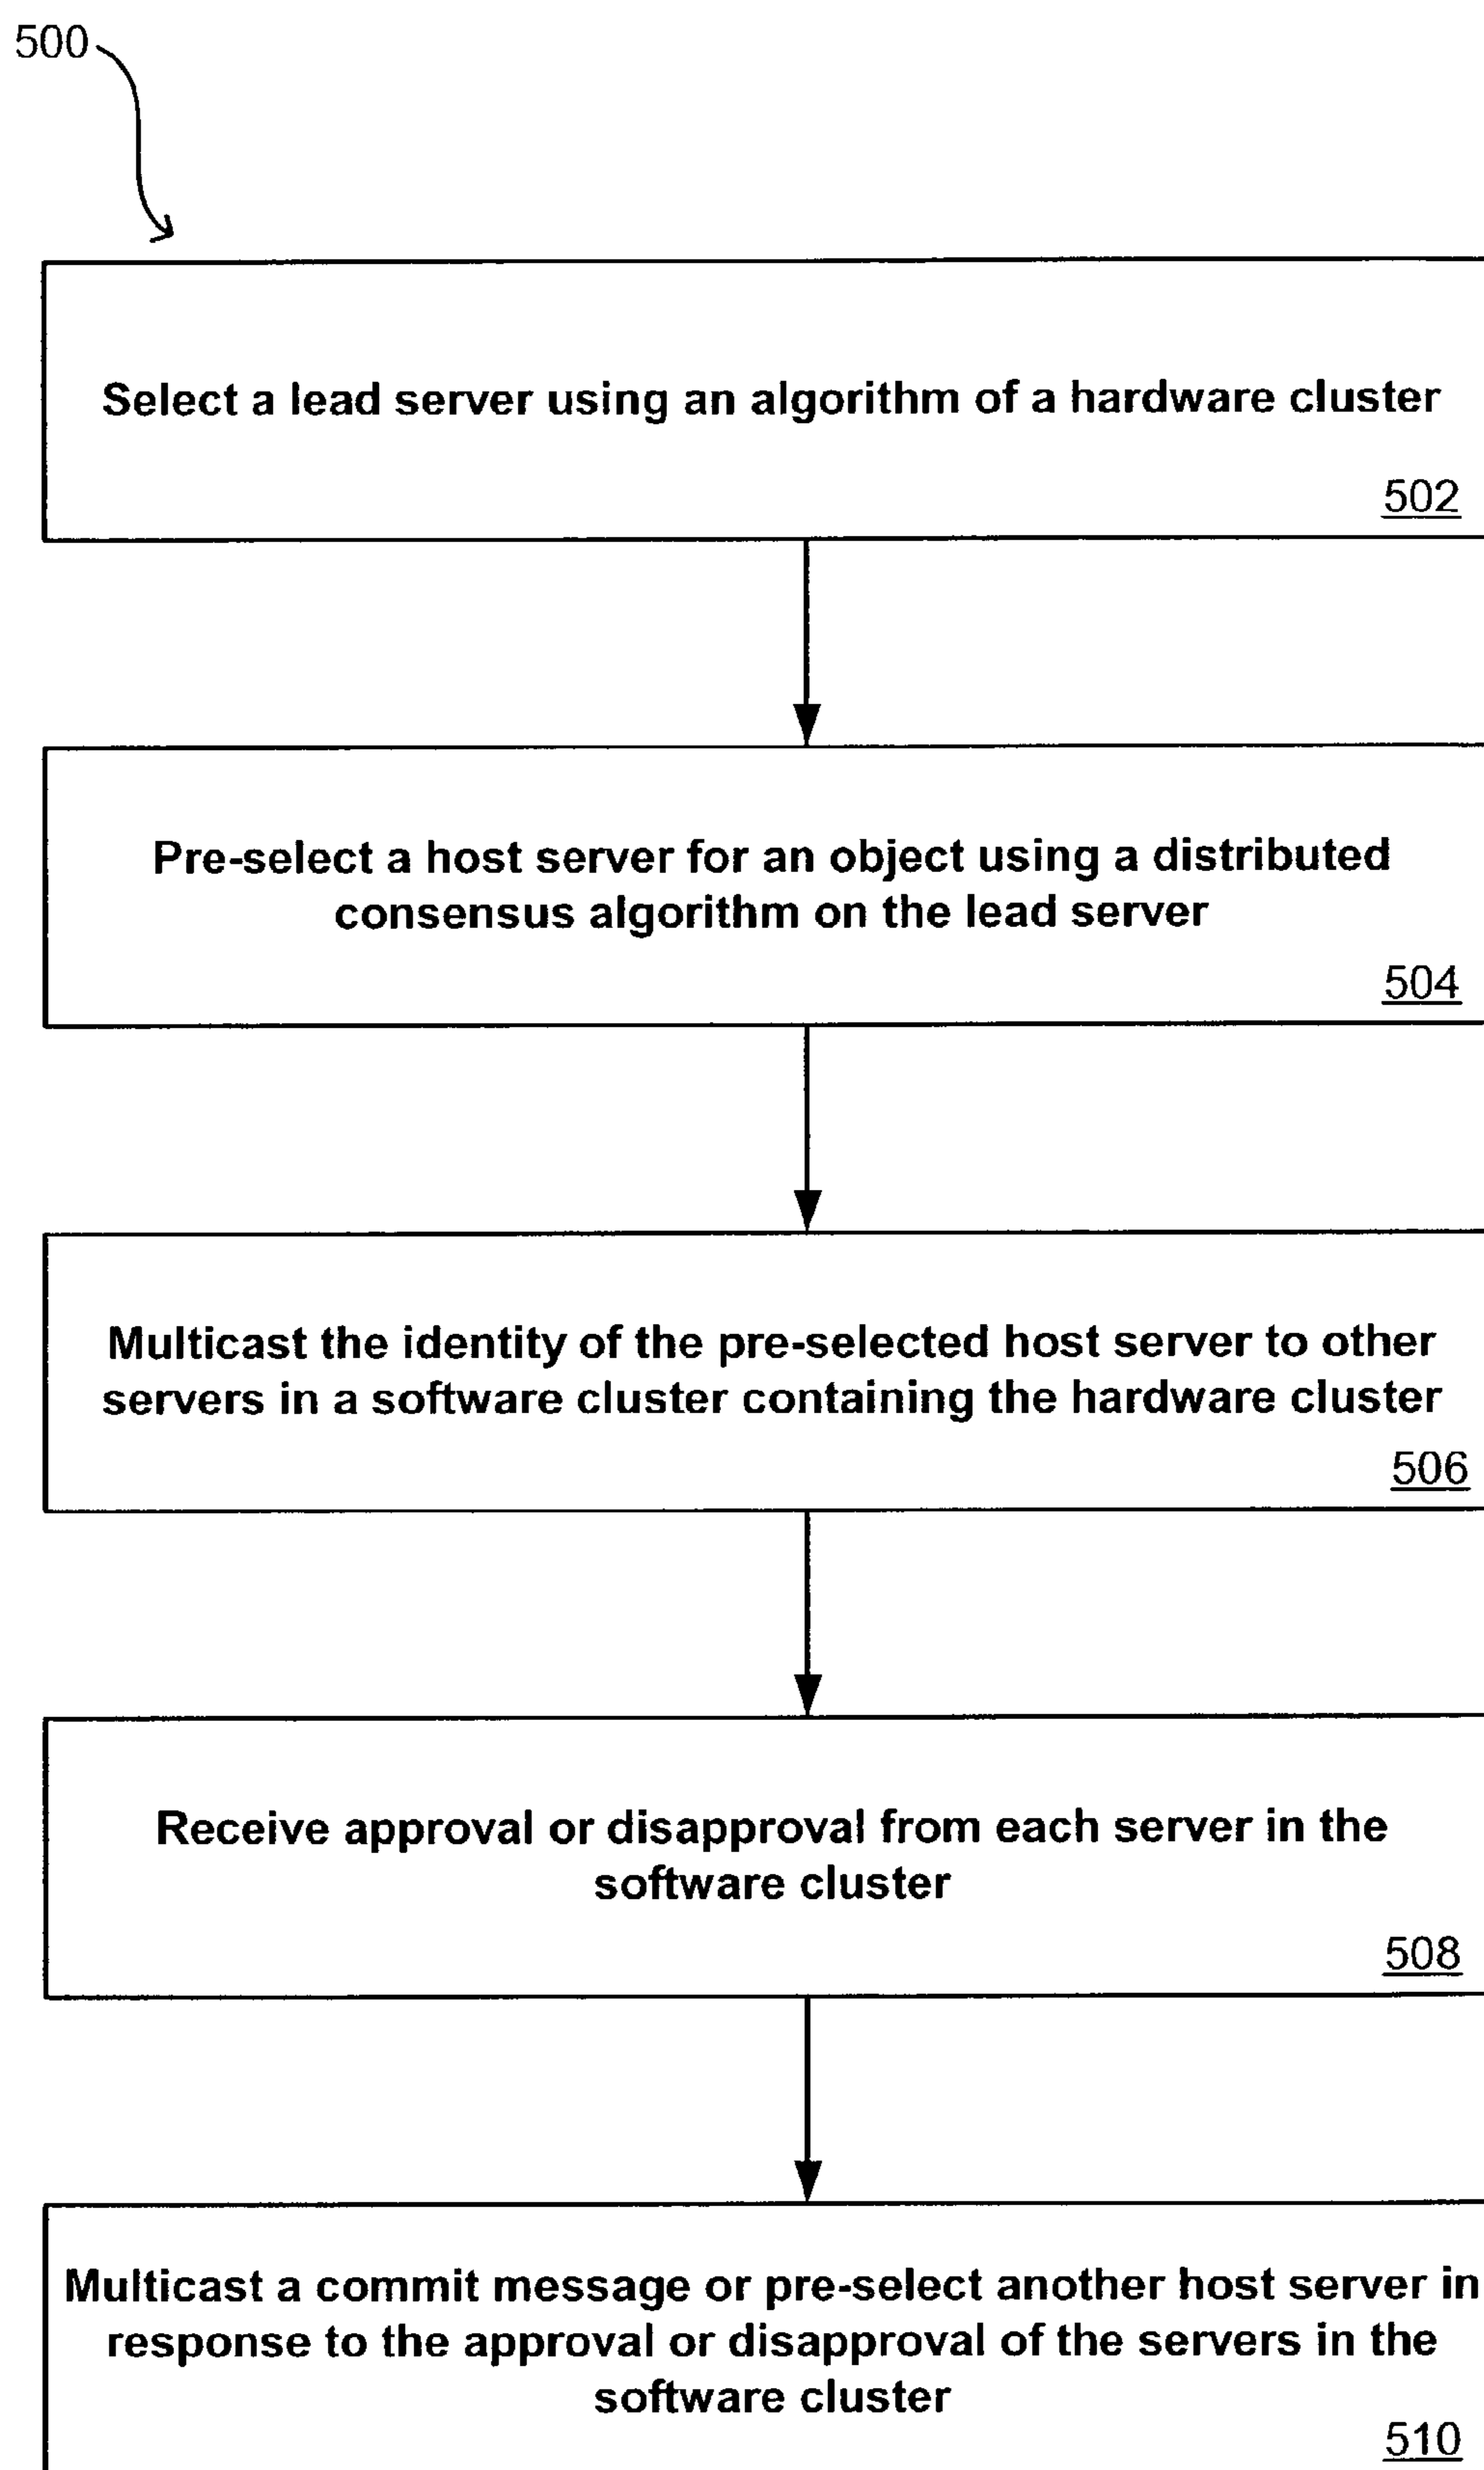 500
Select a lead server using an algorithm of a hardware cluster
502
Pre-select a host server for an object using a distributed
consensus algorithm on the lead server
504
Multicast the identity of the pre-selected host server to other
servers in a software cluster containing the hardware cluster
506
Receive approval or disapproval from each server in the
software cluster
508
Multicast a commit message or pre-select another host server in
response to the approval or disapproval of the servers in the
software cluster
510